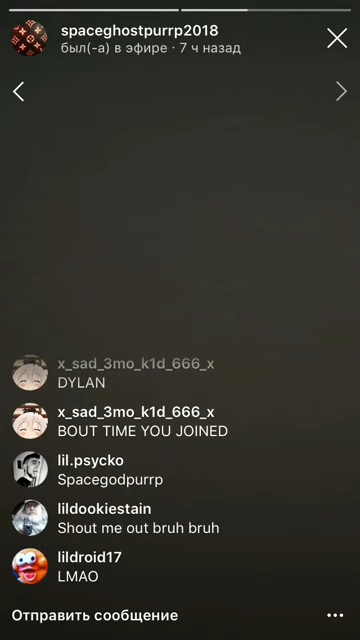 spaceghostpurrp2018
был(-а) в эфире · 7 ч назад
x_sad_3mo_k1d_666_x
DYLAN
x_sad_3mo_k1d_666_x
BOUT TIME YOU JOINED
lil.psycko
Spacegodpurrp
lildookiestain
Shout me out bruh bruh
lildroid17
LMAO
Отправить сообщение